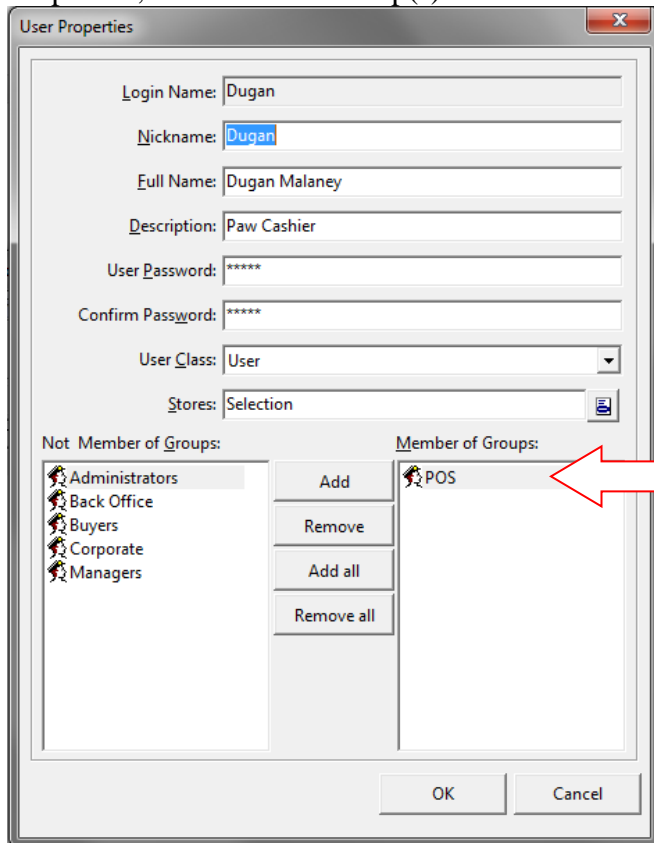 User Properties
Login Name: Dugan
Nickname: Dugan
Full Name: Dugan Malaney
Description: Paw Cashier
User Password: *****
Confirm Password: *****
User Class: User
Stores: Selection
Not Member of Groups:
Member of Groups:
Administrators
Back Office
Buyers
Corporate
Managers
Add
Remove
Add all
Remove all
POS
OK
Cancel